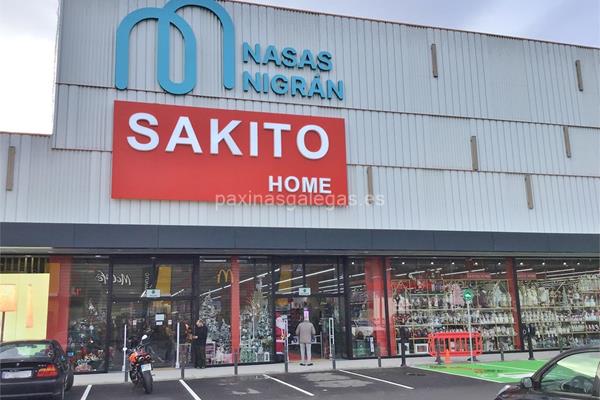 NASAS
NIGRÁN
SAKITO
HOME
paxinasgalegas.es